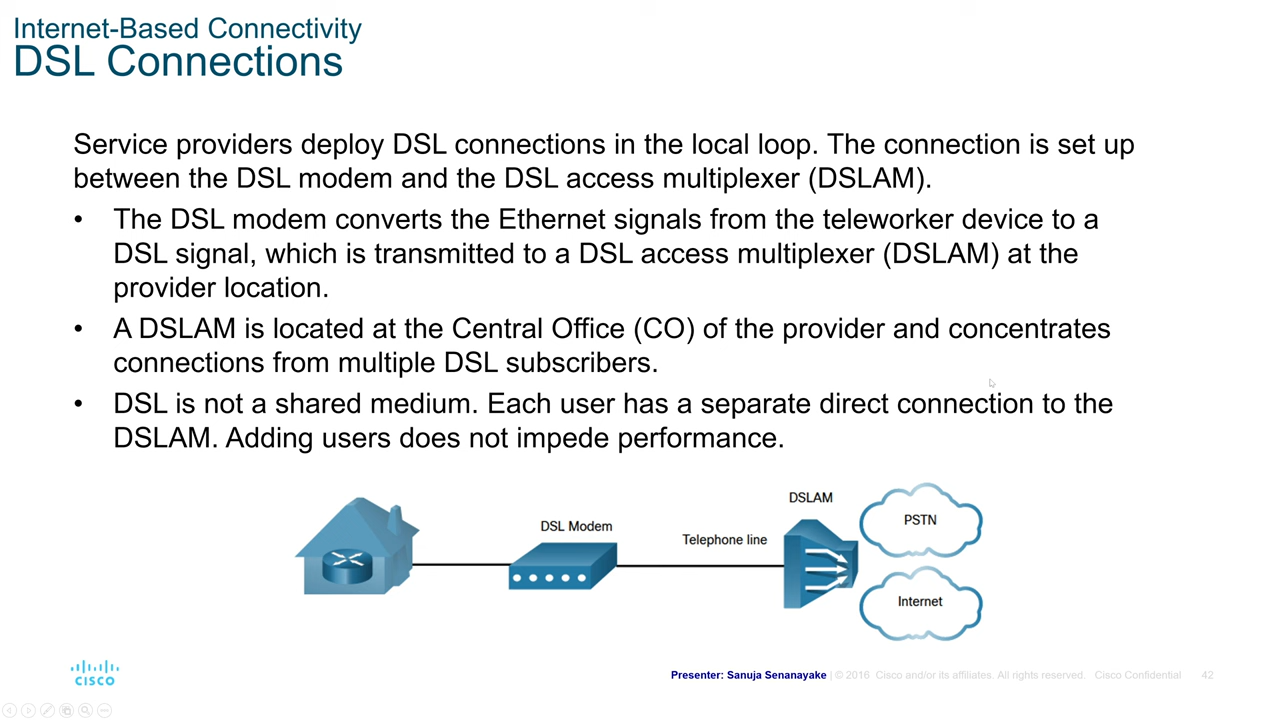 Internet-Based Connectivity
DSL Connections
Service providers deploy DSL connections in the local loop. The connection is set up
between the DSL modem and the DSL access multiplexer (DSLAM).
• The DSL modem converts the Ethernet signals from the teleworker device to a
DSL signal, which is transmitted to a DSL access multiplexer (DSLAM) at the
provider location.
• A DSLAM is located at the Central Office (CO) of the provider and concentrates
connections from multiple DSL subscribers.
• DSL is not a shared medium. Each user has a separate direct connection to the
DSLAM. Adding users does not impede performance.
DSL Modem
Telephone line
DSLAM
PSTN
Internet
CISCO
Presenter: Sanuja Senanayake | © 2016 Cisco and/or its affiliates. All rights reserved. Cisco Confidential 42